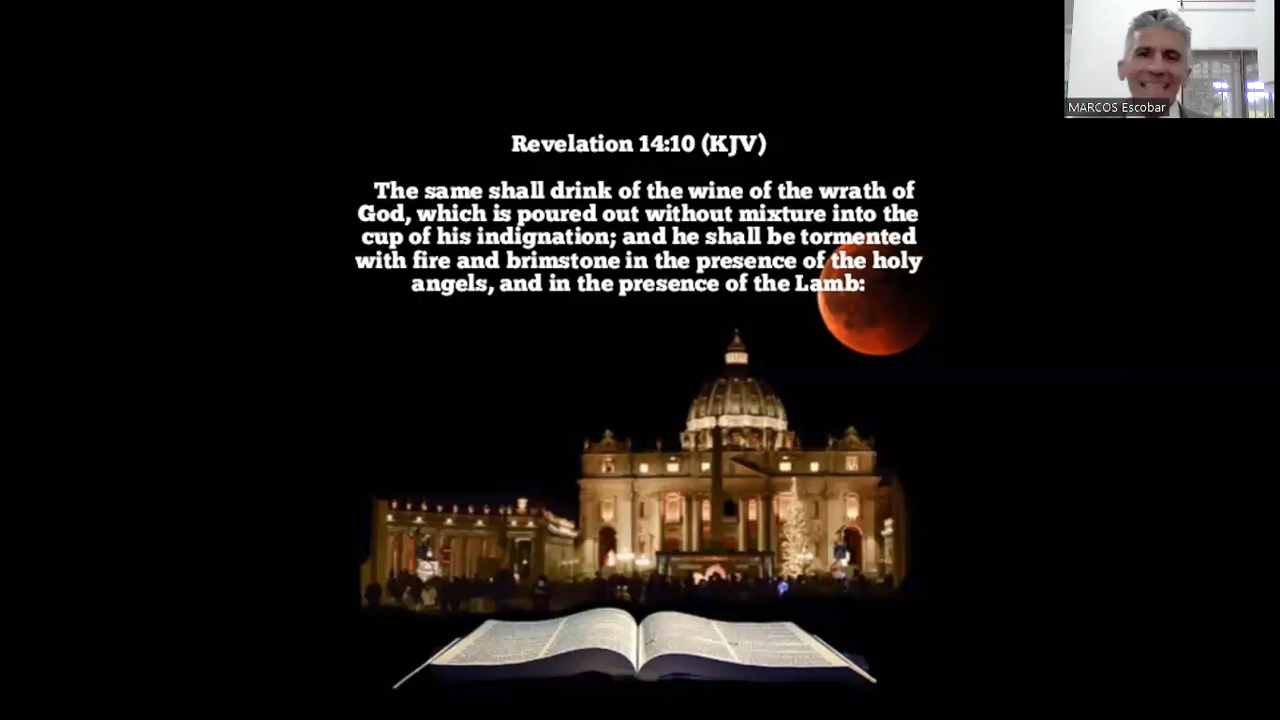 MARCOS Escobar
Revelation 14:10 (KJV)
The same shall drink of the wine of the wrath of
God, which is poured out without mixture into the
cup of his indignation; and he shall be tormented
with fire and brimstone in the presence of the holy
angels, and in the presence of the Lamb: